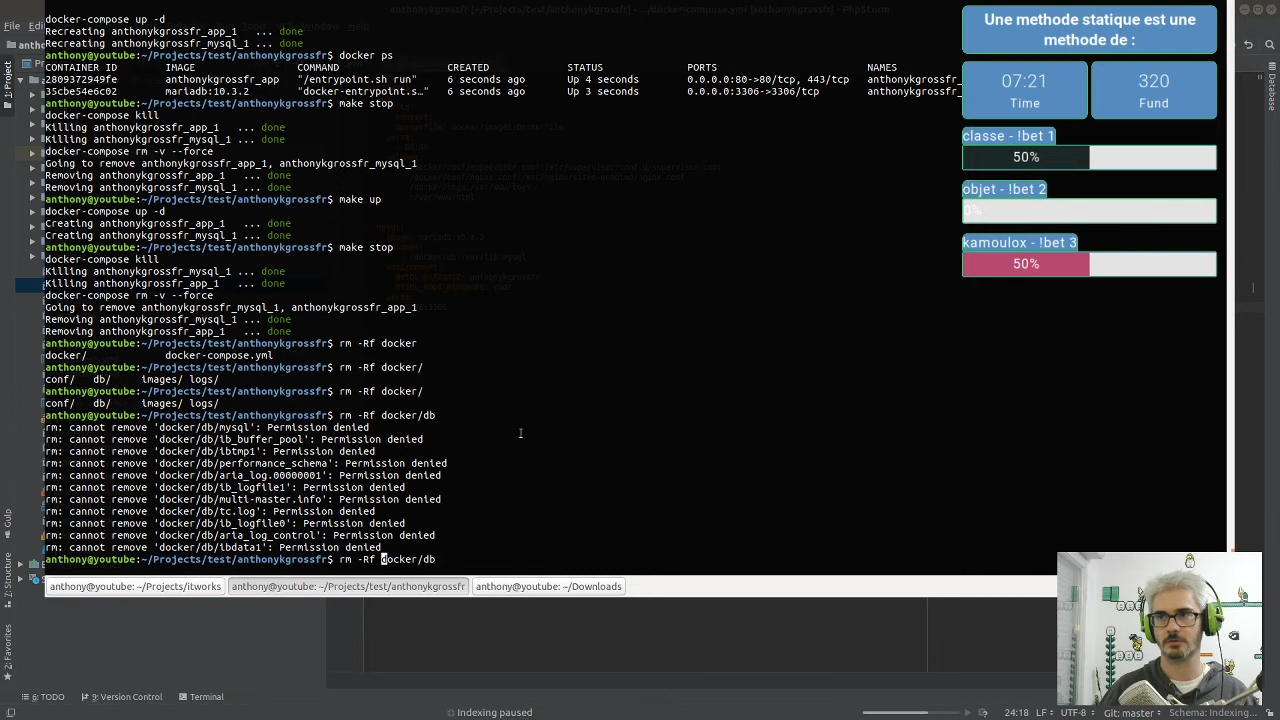 docker-compose up -d
Recreating anthonykgrossfr_app_1 ... done
Recreating anthonykgrossfr_mysql_1 ... done
anthony@youtube:~/Projects/test/anthonykgrossfr$ docker ps
CONTAINER ID IMAGE COMMAND CREATED STATUS PORTS NAMES
2809372949fe anthonykgrossfr_app "/entrypoint.sh run" 6 seconds ago Up 4 seconds 0.0.0.0:80->80/tcp, 443/tcp anthonykgrossfr_
35cbe54e6c02 mariadb:10.3.2 "docker-entrypoint.s…" 6 seconds ago Up 3 seconds 0.0.0.0:3306->3306/tcp anthonykgrossfr_
anthony@youtube:~/Projects/test/anthonykgrossfr$ make stop
docker-compose kill
Killing anthonykgrossfr_app_1 ... done
Killing anthonykgrossfr_mysql_1 ... done
docker-compose rm -v --force
Going to remove anthonykgrossfr_app_1, anthonykgrossfr_mysql_1
Removing anthonykgrossfr_app_1 ... done
Removing anthonykgrossfr_mysql_1 ... done
anthony@youtube:~/Projects/test/anthonykgrossfr$ make up
docker-compose up -d
Creating anthonykgrossfr_app_1 ... done
Creating anthonykgrossfr_mysql_1 ... done
anthony@youtube:~/Projects/test/anthonykgrossfr$ make stop
docker-compose kill
Killing anthonykgrossfr_mysql_1 ... done
Killing anthonykgrossfr_app_1 ... done
docker-compose rm -v --force
Going to remove anthonykgrossfr_mysql_1, anthonykgrossfr_app_1
Removing anthonykgrossfr_mysql_1 ... done
Removing anthonykgrossfr_app_1 ... done
anthony@youtube:~/Projects/test/anthonykgrossfr$ rm -Rf docker
docker/ docker-compose.yml
anthony@youtube:~/Projects/test/anthonykgrossfr$ rm -Rf docker/
conf/ db/ images/ logs/
anthony@youtube:~/Projects/test/anthonykgrossfr$ rm -Rf docker/
conf/ db/ images/ logs/
anthony@youtube:~/Projects/test/anthonykgrossfr$ rm -Rf docker/db
rm: cannot remove 'docker/db/mysql': Permission denied
rm: cannot remove 'docker/db/ib_buffer_pool': Permission denied
rm: cannot remove 'docker/db/ibtmp1': Permission denied
rm: cannot remove 'docker/db/performance_schema': Permission denied
rm: cannot remove 'docker/db/aria_log.00000001': Permission denied
rm: cannot remove 'docker/db/ib_logfile1': Permission denied
rm: cannot remove 'docker/db/multi-master.info': Permission denied
rm: cannot remove 'docker/db/tc.log': Permission denied
rm: cannot remove 'docker/db/ib_logfile0': Permission denied
rm: cannot remove 'docker/db/aria_log_control': Permission denied
rm: cannot remove 'docker/db/ibdata1': Permission denied
anthony@youtube:~/Projects/test/anthonykgrossfr$ rm -Rf docker/db
anthony@youtube: ~/Projects/itworks
anthony@youtube: ~/Projects/test/anthonykgrossfr
anthony@youtube: ~/Downloads
Une methode statique est une
methode de :
07:21
Time
320
Fund
classe - !bet 1
50%
objet - !bet 2
0%
kamoulox - !bet 3
50%
File
anth
1: Project
Database
Gulp
Z: Structure
Favorites
6: TODO
9: Version Control
Terminal
Indexing paused
24:18 LF UTF-8 Git: master Schema: Indexing...